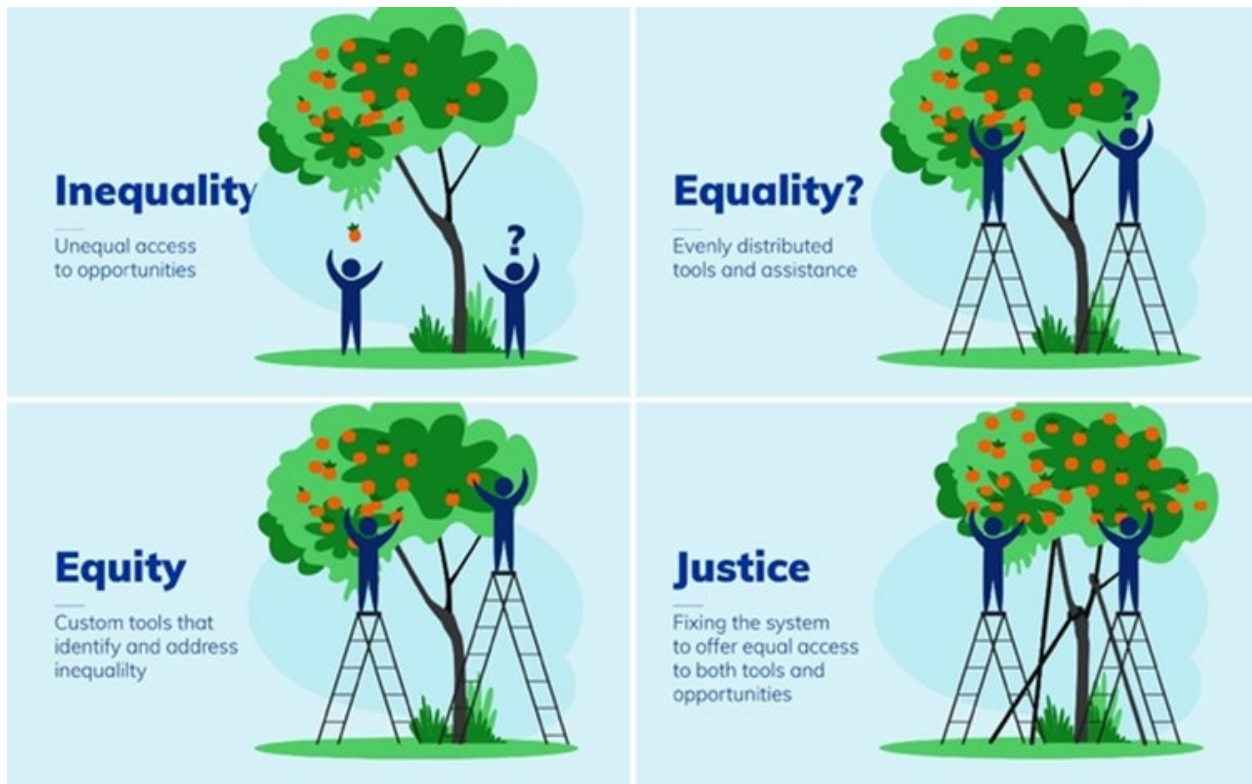 Inequality
Unequal access
to opportunities
?
Equality?
Evenly distributed
tools and assistance
?
Equity
Custom tools that
identify and address
inequalilty
Justice
Fixing the system
to offer equal access
to both tools and
opportunities